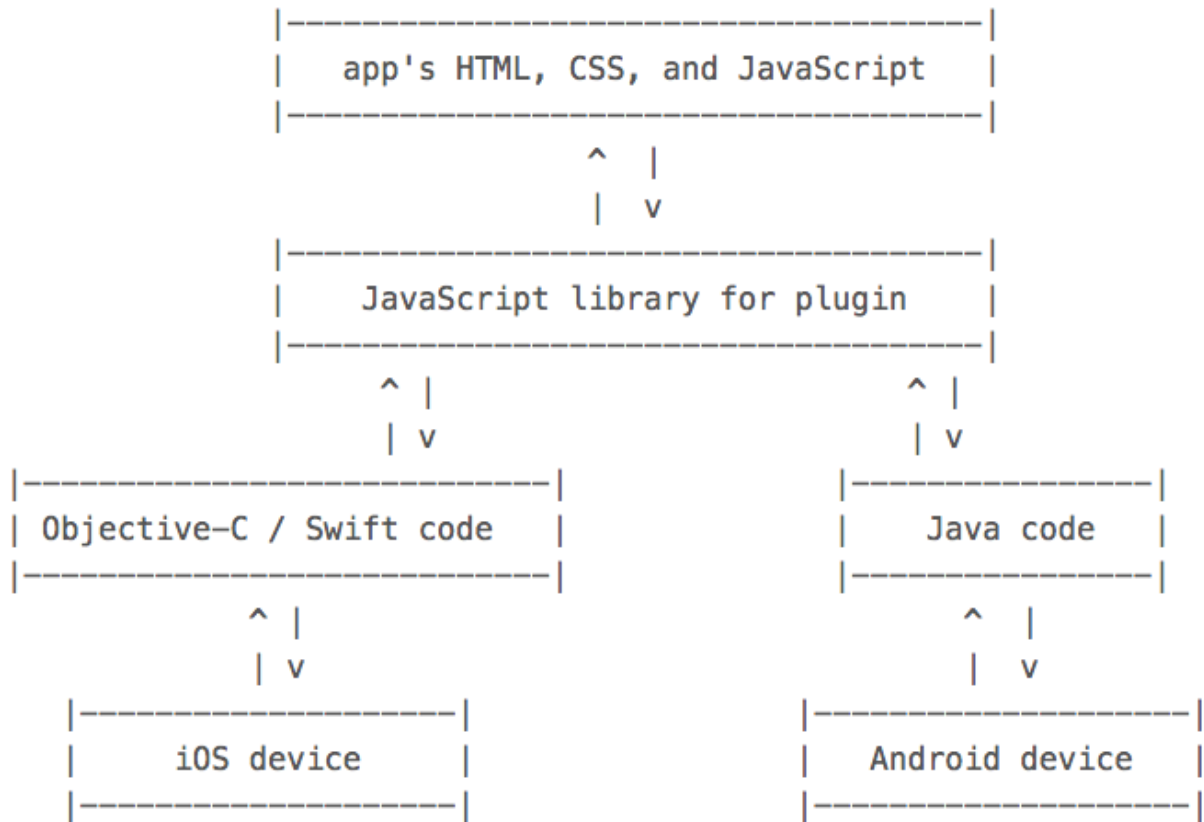 |-------------------------------------|
|   app's HTML, CSS, and JavaScript   |
|-------------------------------------|
^  |
|  v
|-------------------------------------|
|    JavaScript library for plugin    |
|-------------------------------------|
^ |                         ^ |
| v                         | v
|----------------------------|              |----------------|
| Objective-C / Swift code   |              |    Java code   |
|----------------------------|              |----------------|
^ |                                   ^  |
| v                                   |  v
|--------------------|                 |--------------------|
|     iOS device     |                 |   Android device   |
|--------------------|                 |--------------------|